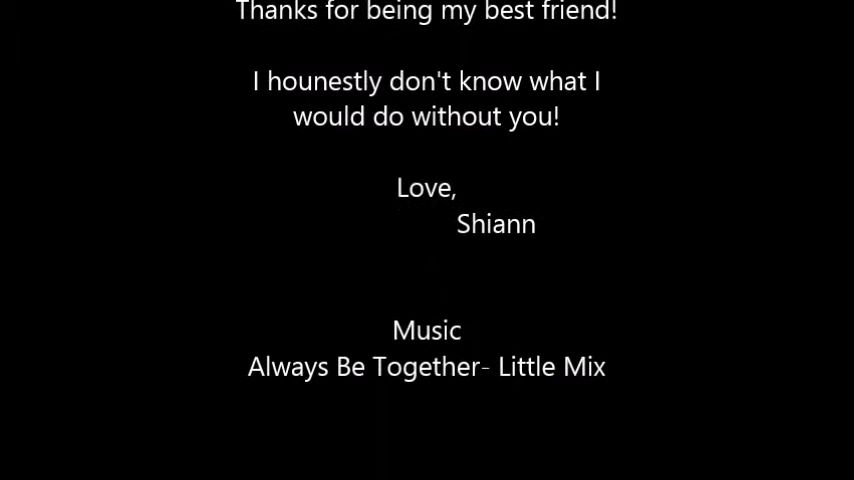 Thanks for being my best friend!
I hounestly don't know what I
would do without you!
Love,
Shiann
Music
Always Be Together- Little Mix